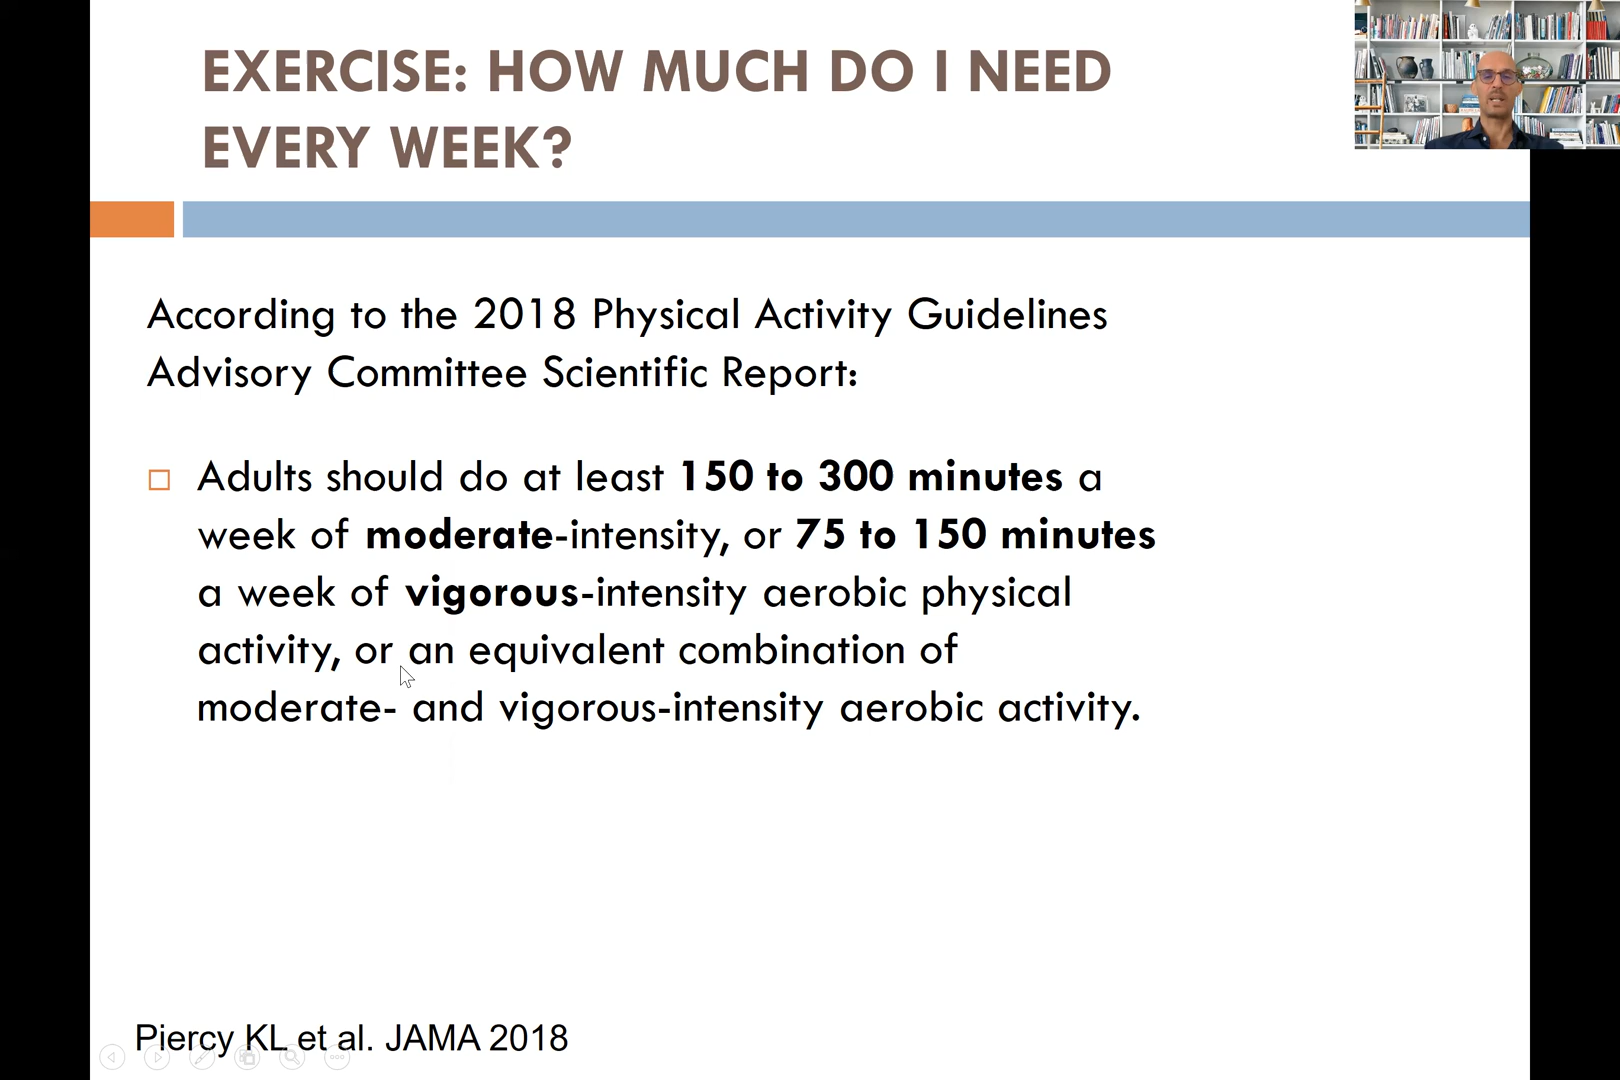 EXERCISE: HOW MUCH DO I NEED
EVERY WEEK?
According to the 2018 Physical Activity Guidelines
Advisory Committee Scientific Report:
Adults should do at least 150 to 300 minutes a
week of moderate-intensity, or 75 to 150 minutes
a week of vigorous-intensity aerobic physical
activity, or an equivalent combination of
moderate- and vigorous-intensity aerobic activity.
Piercy KL et al. JAMA 2018